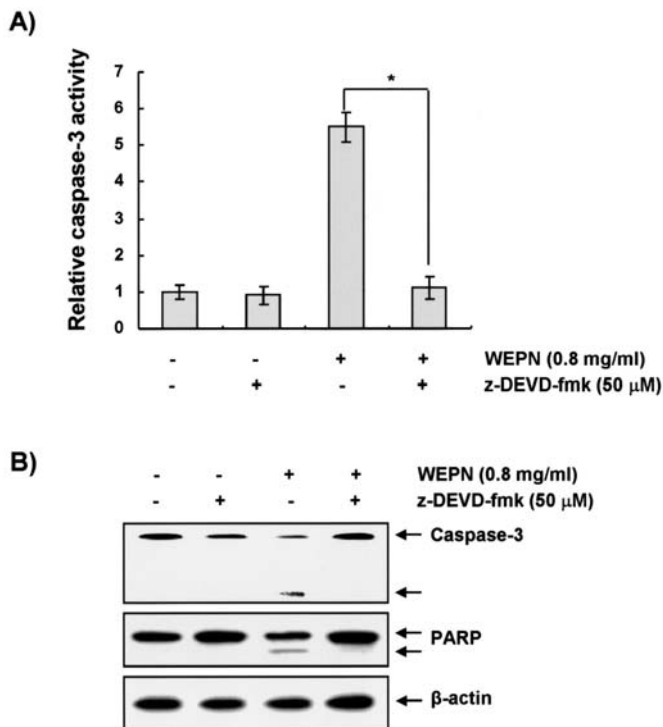 A)
Relative caspase-3 activity
7
6
5
4
3
2
1
0
*
- - + + WEPN (0.8 mg/ml)
- + - + z-DEVD-fmk (50 μM)
B)
- - + + WEPN (0.8 mg/ml)
- + - + z-DEVD-fmk (50 μM)
Caspase-3
PARP
β-actin